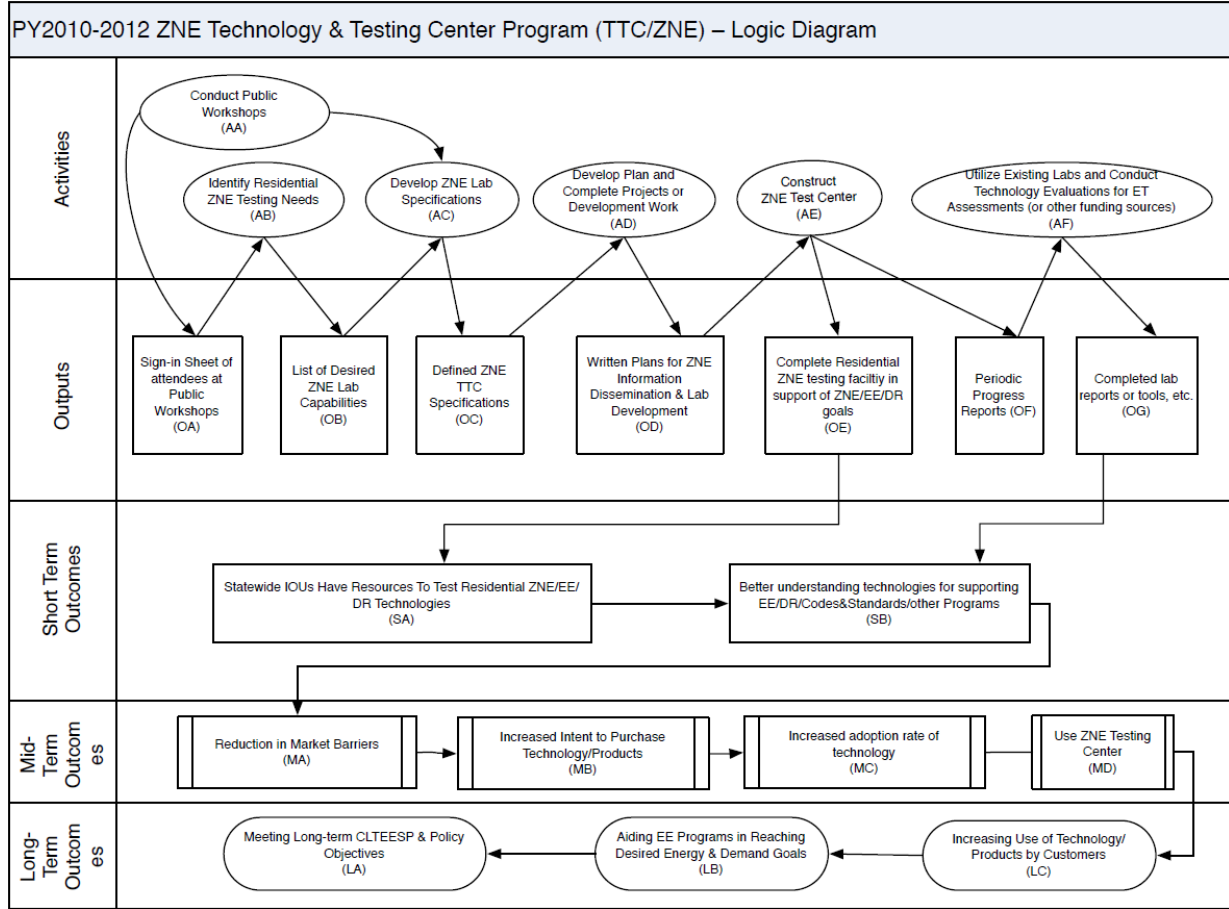 PY2010-2012 ZNE Technology & Testing Center Program (TTC/ZNE) – Logic Diagram
Activities
Conduct Public
Workshops
(AA)
Identify Residential
ZNE Testing Needs
(AB)
Develop ZNE Lab
Specifications
(AC)
Develop Plan and
Complete Projects or
Development Work
(AD)
Construct
ZNE Test Center
(AE)
Utilize Existing Labs and Conduct
Technology Evaluations for ET
Assessments (or other funding sources)
(AF)
Outputs
Sign-in Sheet of
attendees at
Public
Workshops
(OA)
List of Desired
ZNE Lab
Capabilities
(OB)
Defined ZNE
TTC
Specifications
(OC)
Written Plans for ZNE
Information
Dissemination & Lab
Development
(OD)
Complete Residential
ZNE testing faciltiy in
support of ZNE/EE/DR
goals
(OE)
Periodic
Progress
Reports (OF)
Completed lab
reports or tools, etc.
(OG)
Short Term
Outcomes
Statewide IOUs Have Resources To Test Residential ZNE/EE/
DR Technologies
(SA)
Better understanding technologies for supporting
EE/DR/Codes&Standards/other Programs
(SB)
Mid-
Term
Outcom
es
Reduction in Market Barriers
(MA)
Increased Intent to Purchase
Technology/Products
(MB)
Increased adoption rate of
technology
(MC)
Use ZNE Testing
Center
(MD)
Long-
Term
Outcom
es
Meeting Long-term CLTEESP & Policy
Objectives
(LA)
Aiding EE Programs in Reaching
Desired Energy & Demand Goals
(LB)
Increasing Use of Technology/
Products by Customers
(LC)